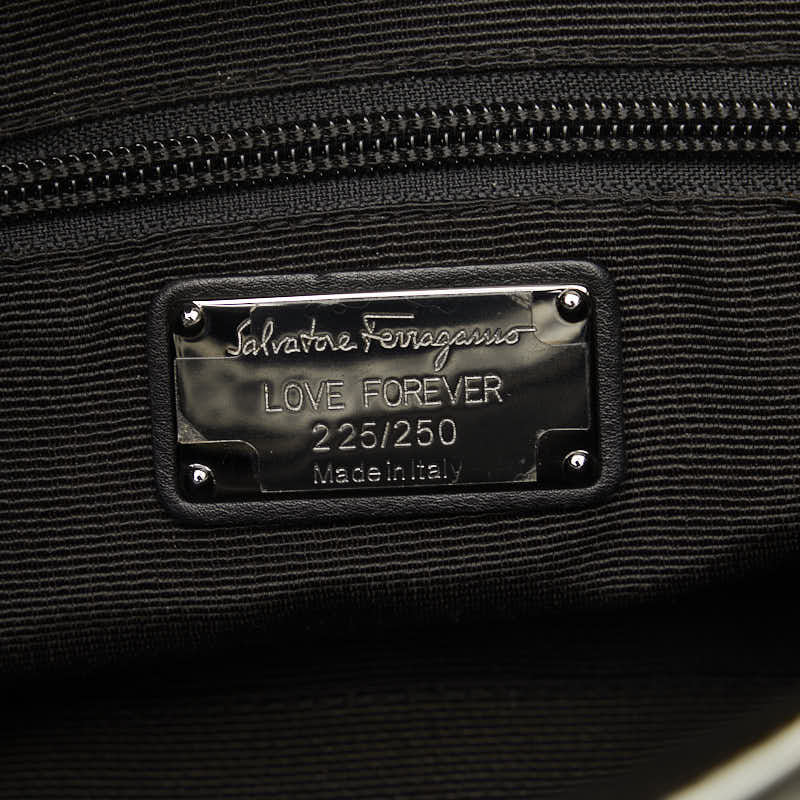 Salvatore Ferragamo
LOVE FOREVER
225/250
Made in Italy